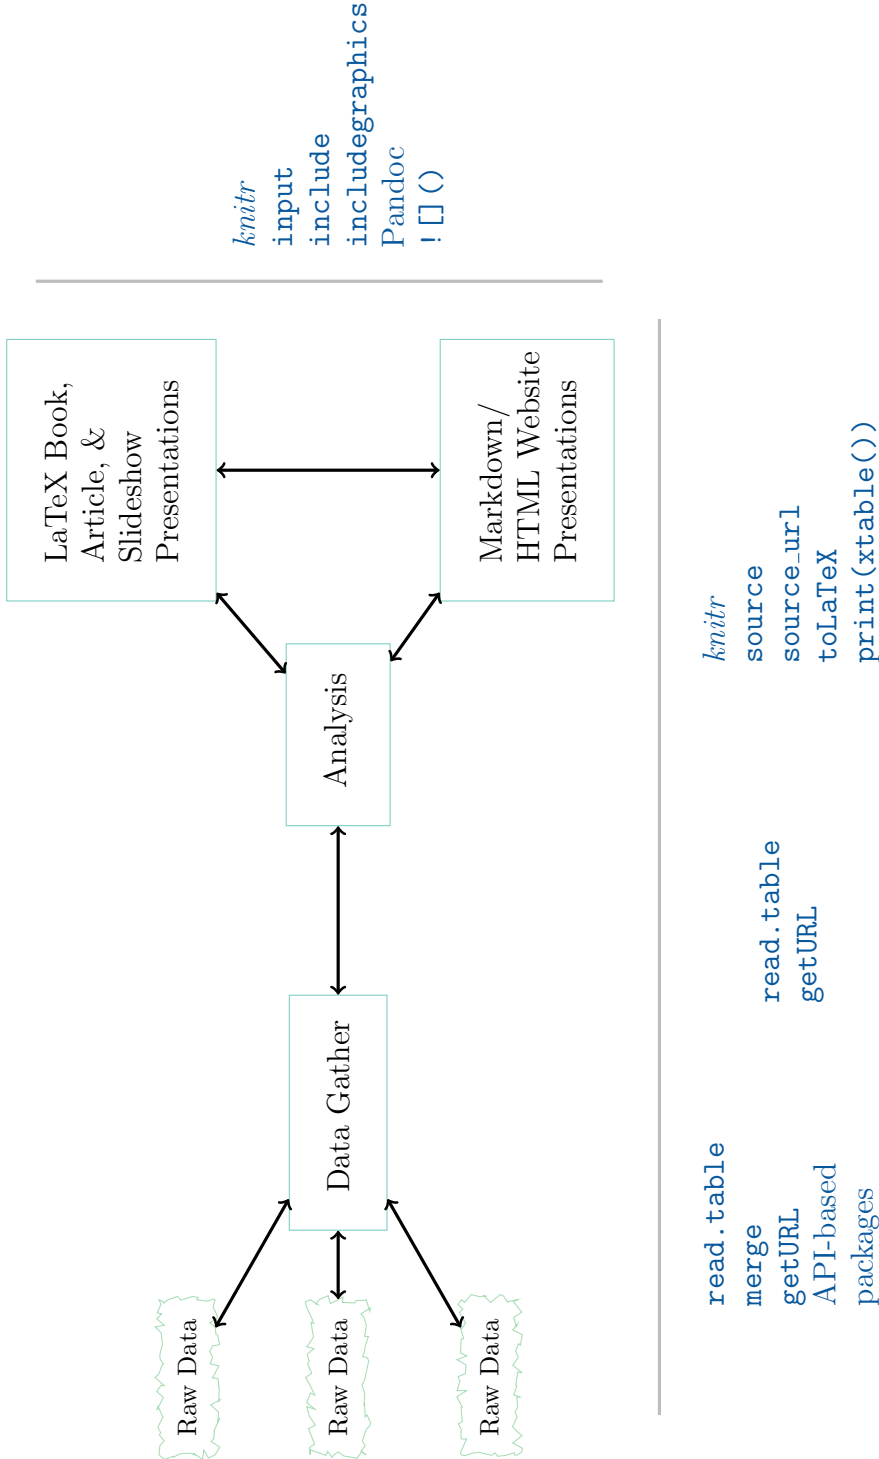 Raw Data
Raw Data
Raw Data
Data Gather
Analysis
LaTeX Book,
Article, &
Slideshow
Presentations
Markdown/
HTML Website
Presentations
knitr
input
include
includegraphics
Pandoc
![]()
read.table
merge
getURL
API-based
packages
read.table
getURL
knitr
source
source_url
toLaTeX
print(xtable())